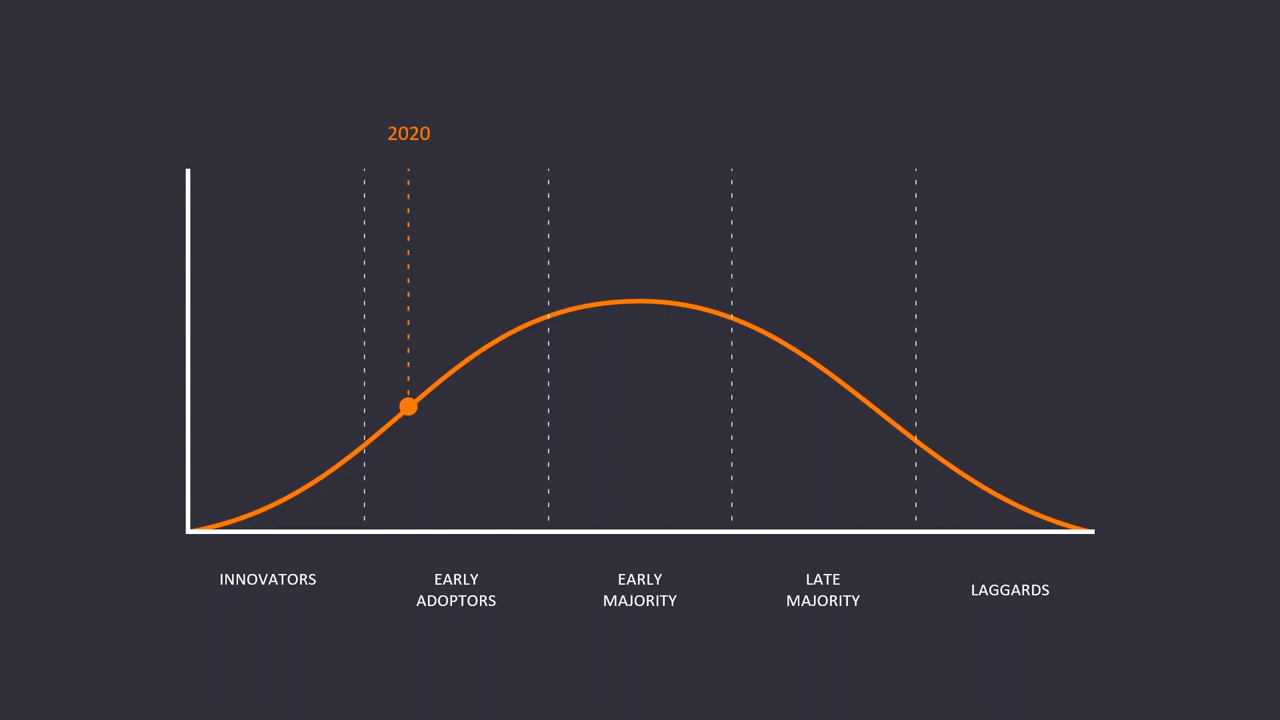 2020
INNOVATORS
EARLY
ADOPTORS
EARLY
MAJORITY
LATE
MAJORITY
LAGGARDS